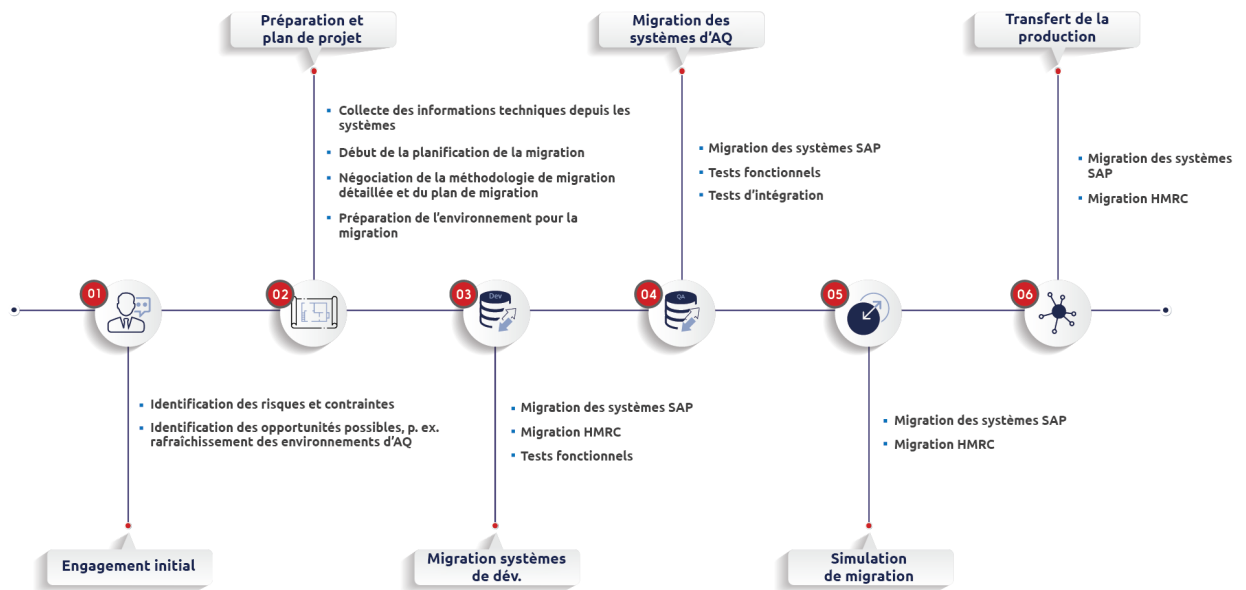 Préparation et
plan de projet
Migration des
systèmes d'AQ
Transfert de la
production
Collecte des informations techniques depuis les
systèmes
Début de la planification de la migration
Négociation de la méthodologie de migration
détaillée et du plan de migration
Préparation de l'environnement pour la
migration
Migration des systèmes SAP
Tests fonctionnels
Tests d'intégration
Migration des systèmes
SAP
Migration HMRC
01
02
03
Dev
04
QA
05
06
Identification des risques et contraintes
Identification des opportunités possibles, p. ex.
rafraîchissement des environnements d'AQ
Migration des systèmes SAP
Migration HMRC
Tests fonctionnels
Migration des systèmes SAP
Migration HMRC
Engagement initial
Migration systèmes
de dév.
Simulation
de migration